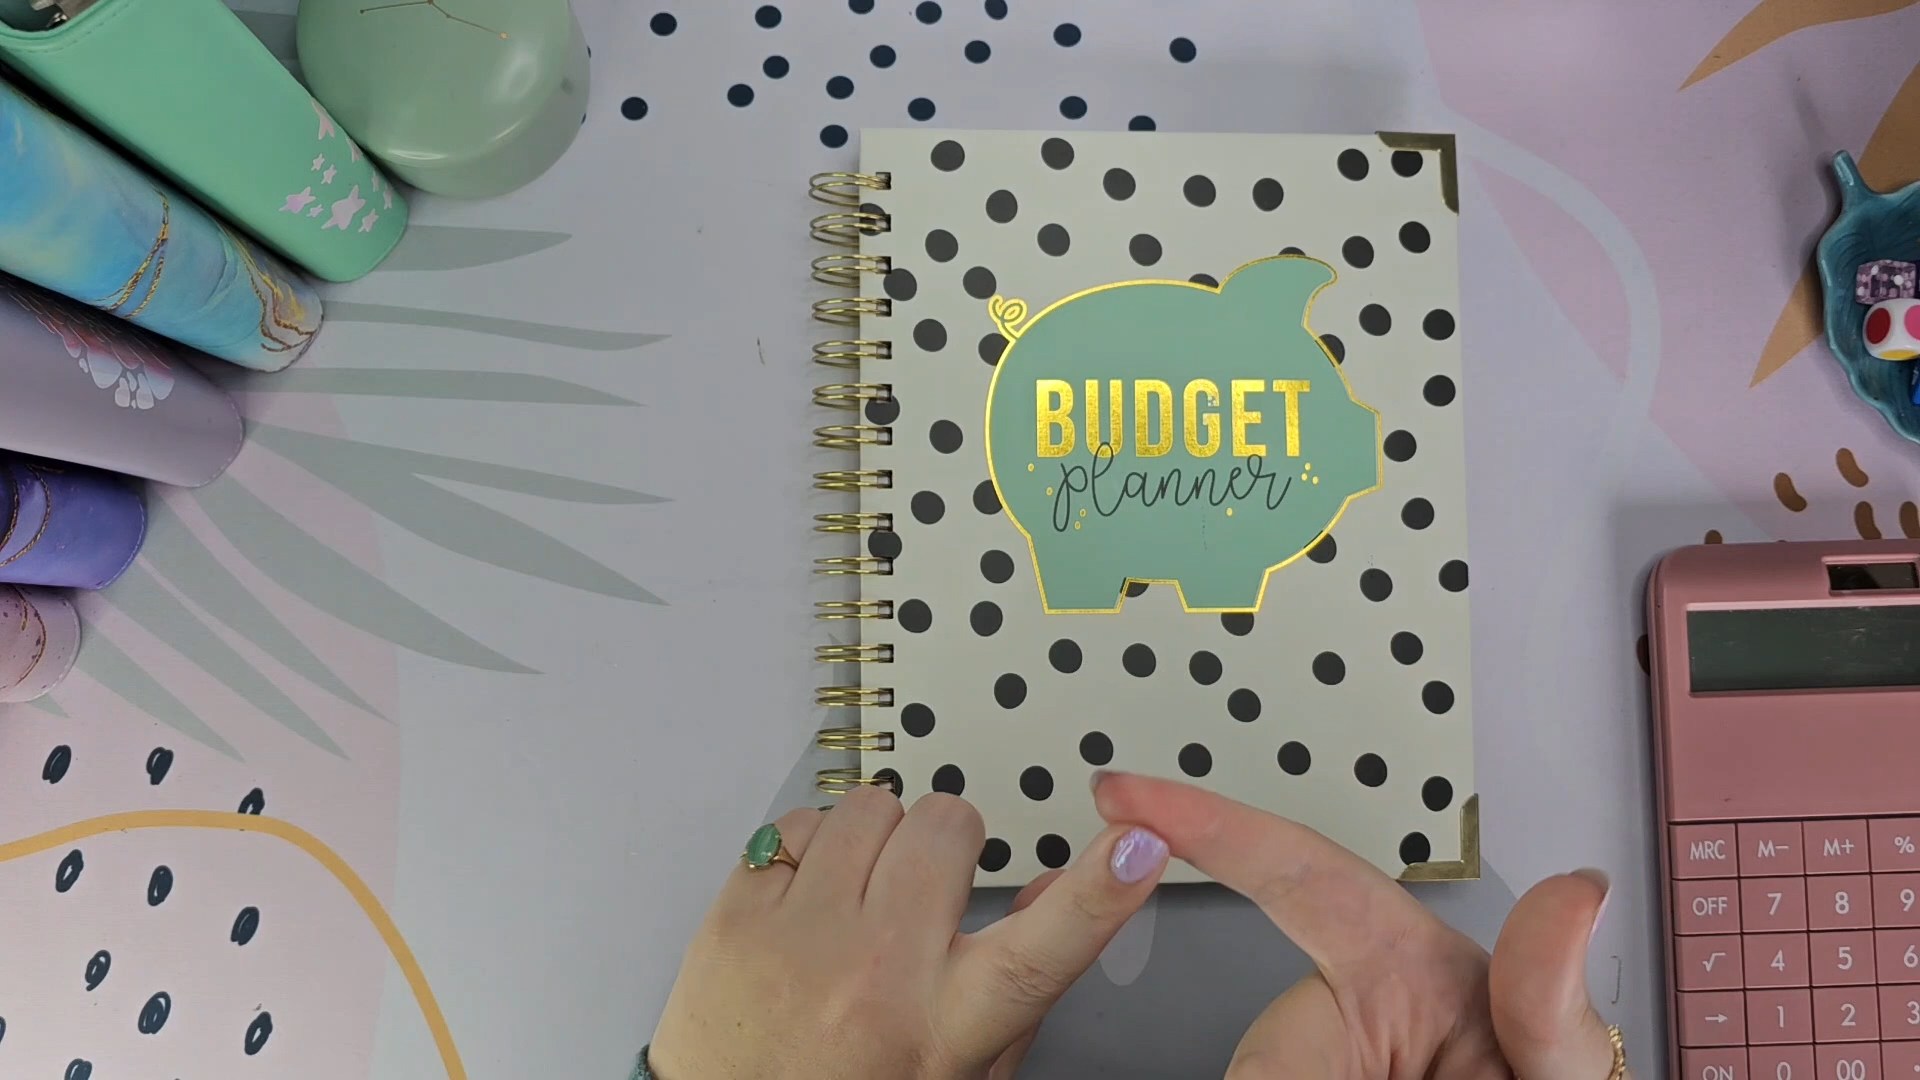 BUDGET
planner
MRC M− M+ %
OFF 7 8 9
√ 4 5 6
→ 1 2 3
ON 0 00 ·